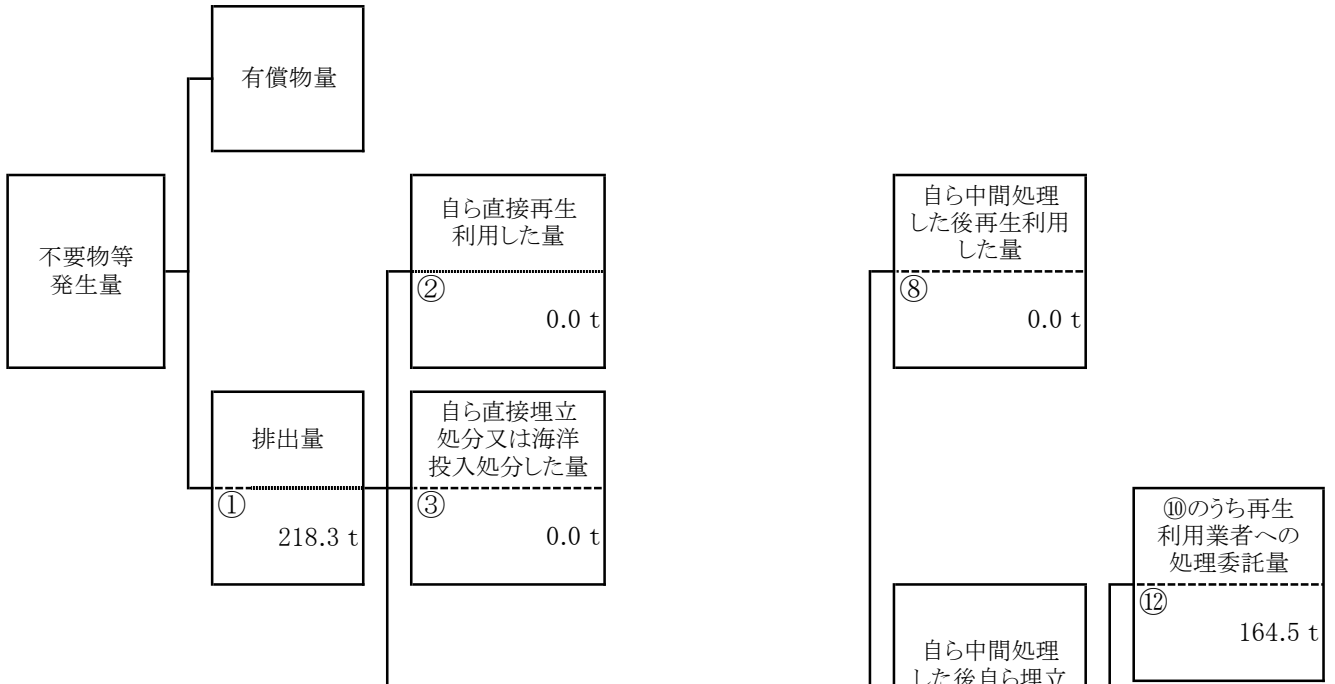 有償物量
不要物等
発生量
自ら直接再生
利用した量
②
0.0 t
自ら中間処理
した後再生利用
した量
⑧
0.0 t
排出量
①
218.3 t
自ら直接埋立
処分又は海洋
投入処分した量
③
0.0 t
⑩のうち再生
利用業者への
処理委託量
⑫
164.5 t
自ら中間処理
した後自ら埋立